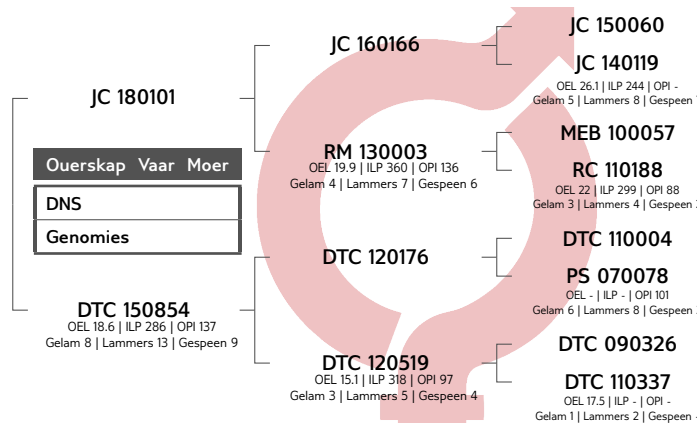 JC 180101
Ouerskap Vaar Moer
DNS
Genomies
DTC 150854
OEL 18.6 | ILP 286 | OPI 137
Gelam 8 | Lammers 13 | Gespeen 9
JC 160166
RM 130003
OEL 19.9 | ILP 360 | OPI 136
Gelam 4 | Lammers 7 | Gespeen 6
DTC 120176
DTC 120519
OEL 15.1 | ILP 318 | OPI 97
Gelam 3 | Lammers 5 | Gespeen 4
JC 150060
JC 140119
OEL 26.1 | ILP 244 | OPI -
Gelam 5 | Lammers 8 | Gespeen
MEB 100057
RC 110188
OEL 22 | ILP 299 | OPI 88
Gelam 3 | Lammers 4 | Gespeen
DTC 110004
PS 070078
OEL - | ILP - | OPI 101
Gelam 6 | Lammers 8 | Gespeen
DTC 090326
DTC 110337
OEL 17.5 | ILP - | OPI -
Gelam 1 | Lammers 2 | Gespeen